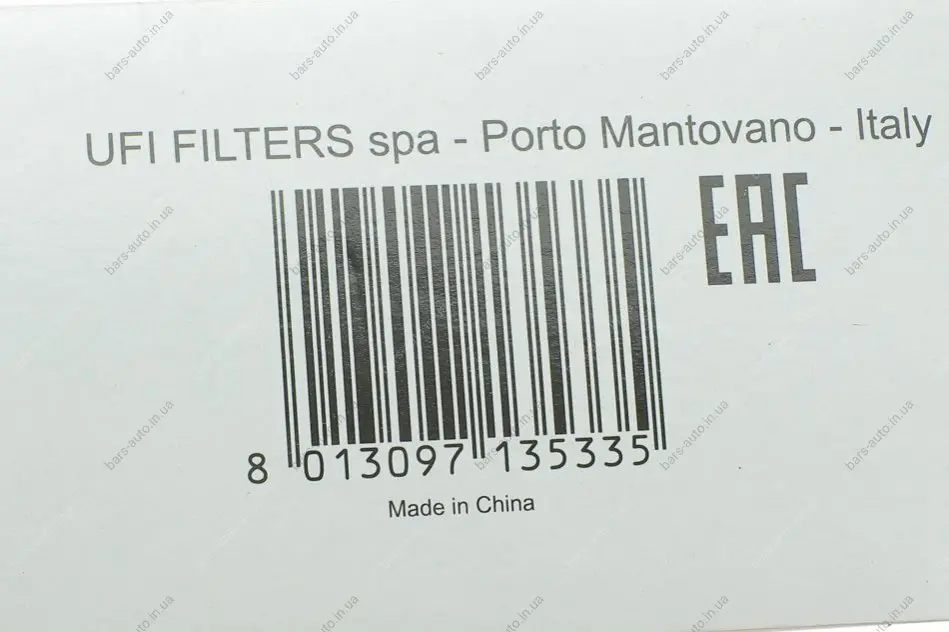 UFI FILTERS spa - Porto Mantovano - Italy
EAC
8 013097 135335
Made in China
bars-auto.in.ua